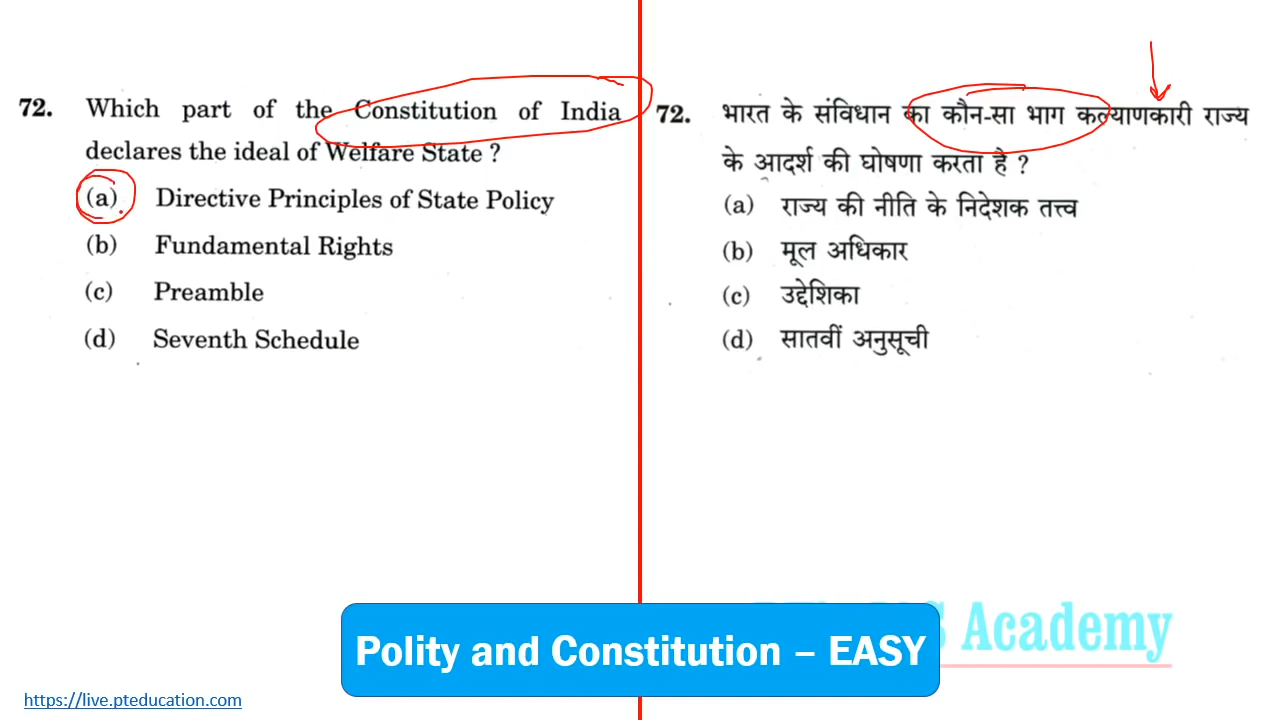 72. Which part of the Constitution of India
declares the ideal of Welfare State ?
(a) Directive Principles of State Policy
(b) Fundamental Rights
(c) Preamble
(d) Seventh Schedule
72. भारत के संविधान का कौन-सा भाग कल्याणकारी राज्य
के आदर्श की घोषणा करता है ?
(a) राज्य की नीति के निदेशक तत्त्व
(b) मूल अधिकार
(c) उद्देशिका
(d) सातवीं अनुसूची
Academy
Polity and Constitution – EASY
https://live.pteducation.com